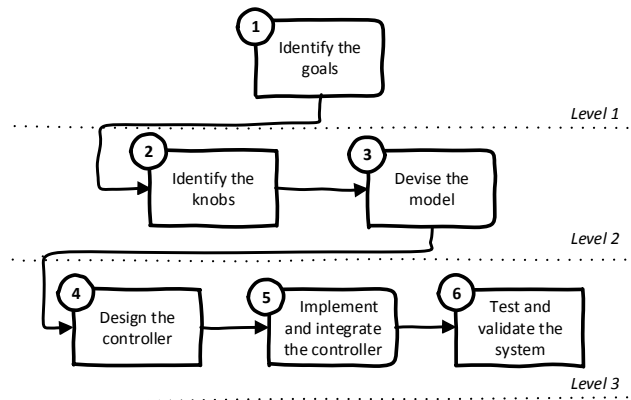 1
Identify the
goals
Level 1
2
Identify the
knobs
3
Devise the
model
Level 2
4
Design the
controller
5
Implement
and integrate
the controller
6
Test and
validate the
system
Level 3